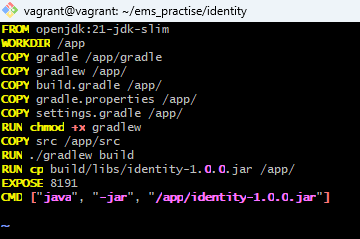 vagrant@vagrant: ~/ems_practise/identity
FROM openjdk:21-jdk-slim
WORKDIR /app
COPY gradle /app/gradle
COPY gradlew /app/
COPY build.gradle /app/
COPY gradle.properties /app/
COPY settings.gradle /app/
RUN chmod +x gradlew
COPY src /app/src
RUN ./gradlew build
RUN cp build/libs/identity-1.0.0.jar /app/
EXPOSE 8191
CMD ["java", "-jar", "/app/identity-1.0.0.jar"]
~